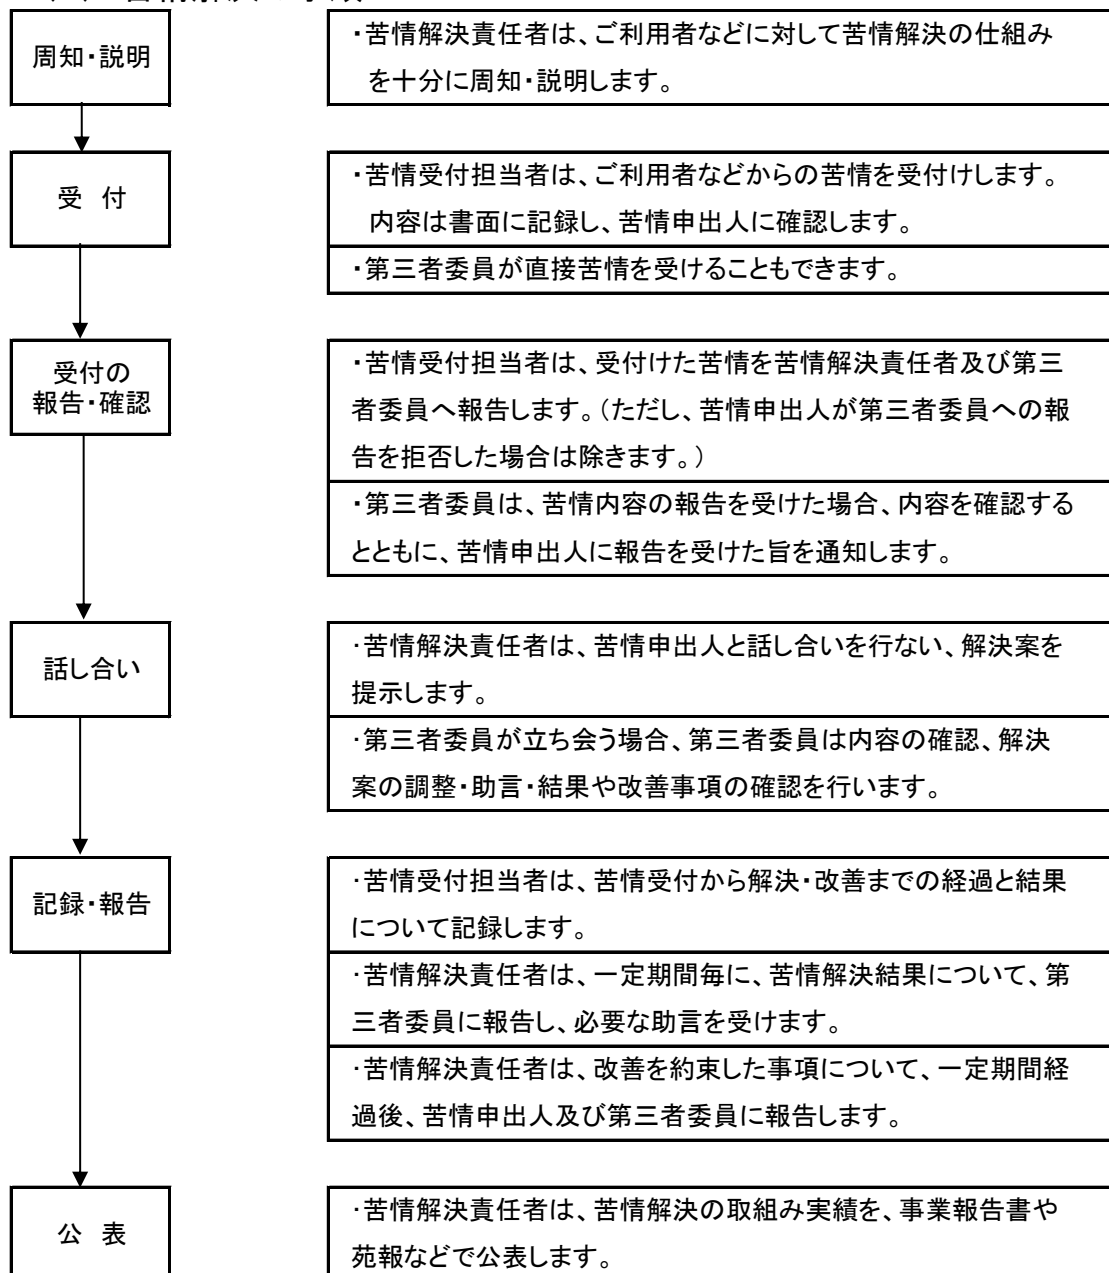 周知・説明
・苦情解決責任者は、ご利用者などに対して苦情解決の仕組み
を十分に周知・説明します。
受 付
・苦情受付担当者は、ご利用者などからの苦情を受付けします。
内容は書面に記録し、苦情申出人に確認します。
・第三者委員が直接苦情を受けることもできます。
受付の
報告・確認
・苦情受付担当者は、受付けた苦情を苦情解決責任者及び第三
者委員へ報告します。（ただし、苦情申出人が第三者委員への報
告を拒否した場合は除きます。）
・第三者委員は、苦情内容の報告を受けた場合、内容を確認する
とともに、苦情申出人に報告を受けた旨を通知します。
話し合い
・苦情解決責任者は、苦情申出人と話し合いを行ない、解決案を
提示します。
・第三者委員が立ち会う場合、第三者委員は内容の確認、解決
案の調整・助言・結果や改善事項の確認を行います。
記録・報告
・苦情受付担当者は、苦情受付から解決・改善までの経過と結果
について記録します。
・苦情解決責任者は、一定期間毎に、苦情解決結果について、第
三者委員に報告し、必要な助言を受けます。
・苦情解決責任者は、改善を約束した事項について、一定期間経
過後、苦情申出人及び第三者委員に報告します。
公 表
・苦情解決責任者は、苦情解決の取組み実績を、事業報告書や
苑報などで公表します。